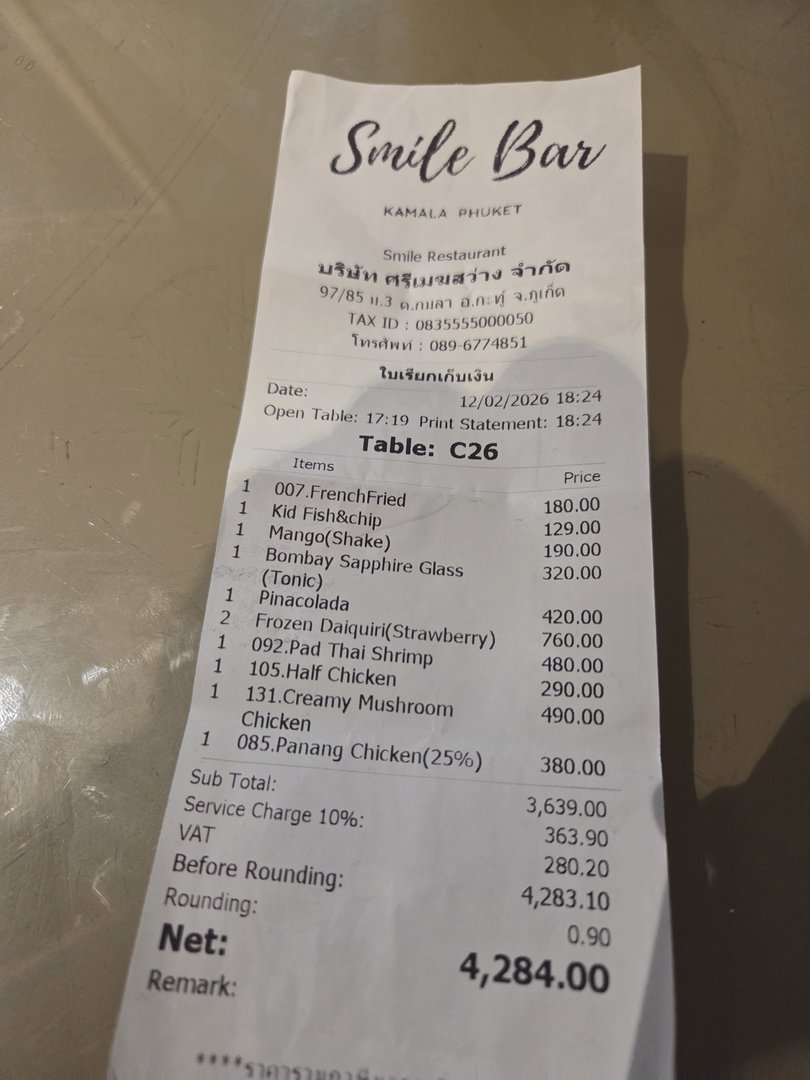 Smile Bar
KAMALA PHUKET
Smile Restaurant
บริษัท ศรีเมฆสว่าง จำกัด
97/85 ม.3 ต.กมลา อ.กะทู้ จ.ภูเก็ต
TAX ID : 0835555000050
โทรศัพท์ : 089-6774851
ใบเรียกเก็บเงิน
Date: 12/02/2026 18:24
Open Table: 17:19 Print Statement: 18:24
Table: C26
Items Price
1 007.FrenchFried 180.00
1 Kid Fish&chip 129.00
1 Mango(Shake) 190.00
1 Bombay Sapphire Glass 320.00
(Tonic)
1 Pinacolada 420.00
2 Frozen Daiquiri(Strawberry) 760.00
1 092.Pad Thai Shrimp 480.00
1 105.Half Chicken 290.00
1 131.Creamy Mushroom 490.00
Chicken
1 085.Panang Chicken(25%) 380.00
Sub Total: 3,639.00
Service Charge 10%: 363.90
VAT 280.20
Before Rounding: 4,283.10
Rounding: 0.90
Net: 4,284.00
Remark: